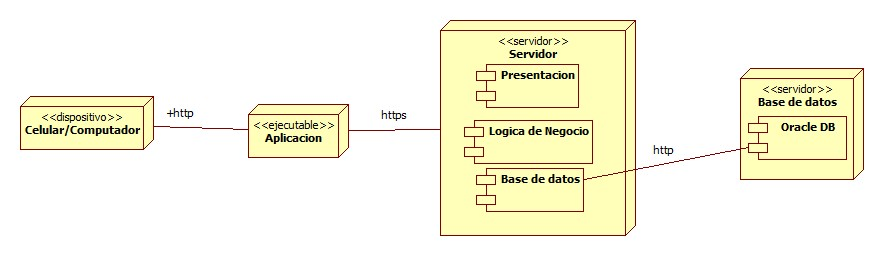 <<dispositivo>>
Celular/Computador
+http
<<ejecutable>>
Aplicacion
https
<<servidor>>
Servidor
Presentacion
Logica de Negocio
Base de datos
http
<<servidor>>
Base de datos
Oracle DB